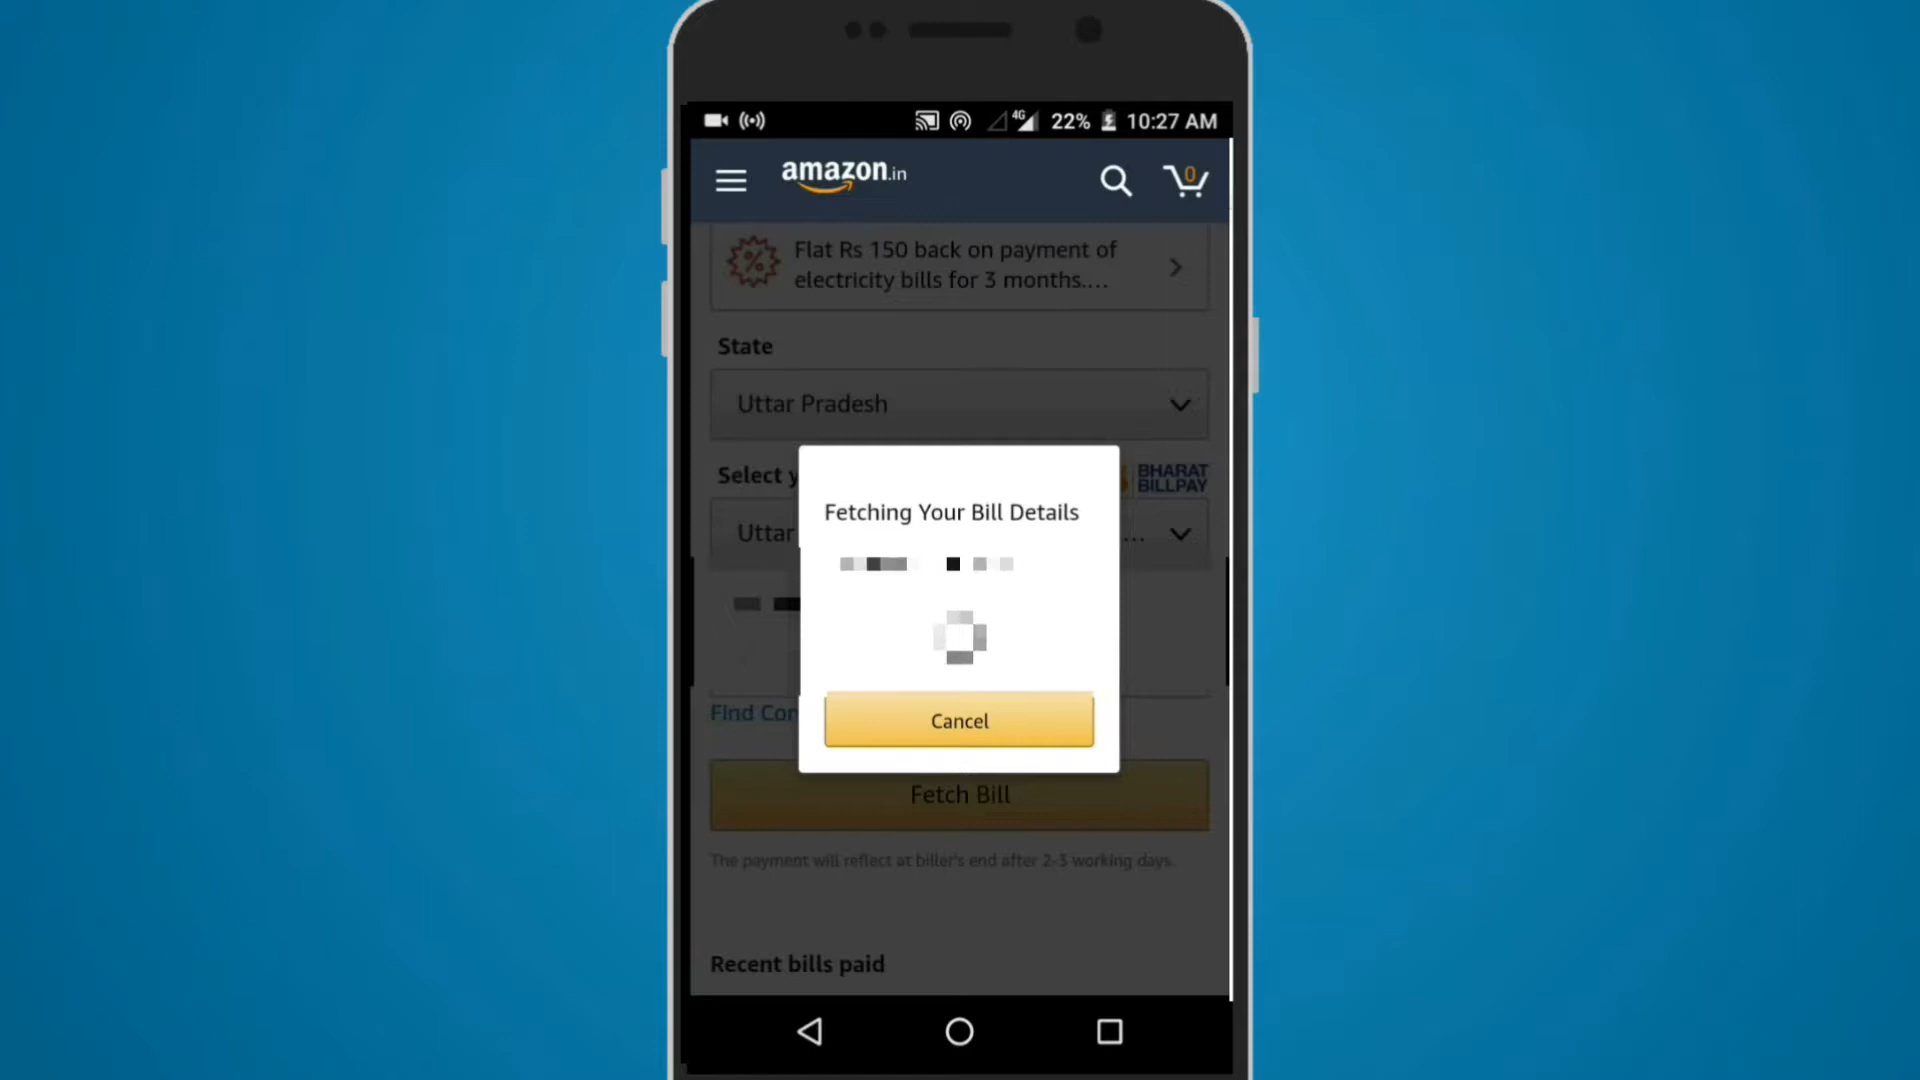 4G 22% 10:27 AM
amazon.in 0
Flat Rs 150 back on payment of
electricity bills for 3 months....
State
Uttar Pradesh
Select y BHARAT
BILLPAY
Fetching Your Bill Details
Uttar ...
Find Con
Cancel
Fetch Bill
The payment will reflect at biller's end after 2-3 working days.
Recent bills paid